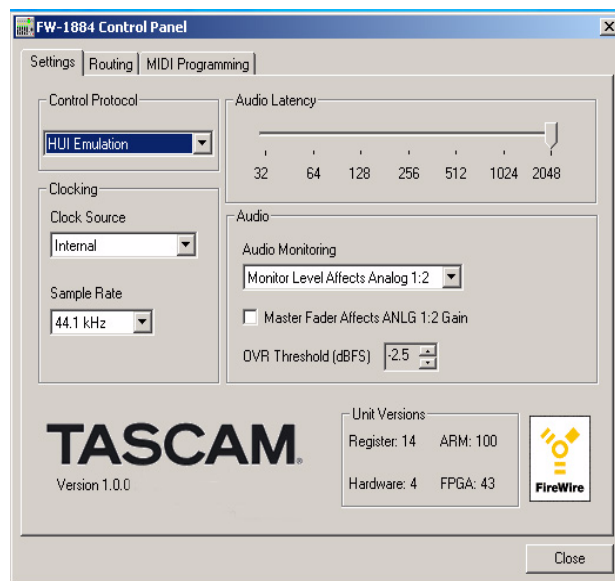 FW-1884 Control Panel
Settings
Routing
MIDI Programming
Control Protocol
HUI Emulation
Audio Latency
32 64 128 256 512 1024 2048
Clocking
Clock Source
Internal
Sample Rate
44.1 kHz
Audio
Audio Monitoring
Monitor Level Affects Analog 1:2
Master Fader Affects ANLG 1:2 Gain
OVR Threshold (dBFS) -2.5
TASCAM®
Version 1.0.0
Unit Versions
Register: 14 ARM: 100
Hardware: 4 FPGA: 43
FireWire
Close